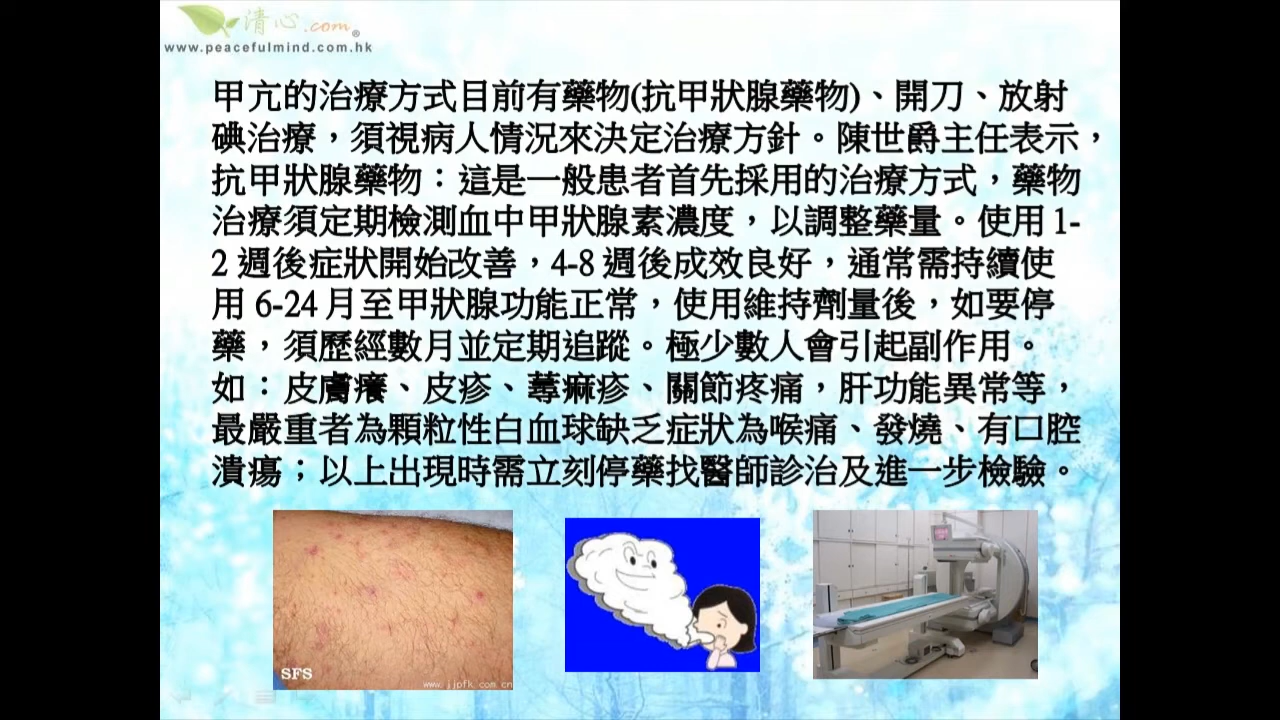 清心.com®
www.peacefulmind.com.hk
甲亢的治療方式目前有藥物(抗甲狀腺藥物)、開刀、放射
碘治療，須視病人情況來決定治療方針。陳世爵主任表示，
抗甲狀腺藥物：這是一般患者首先採用的治療方式，藥物
治療須定期檢測血中甲狀腺素濃度，以調整藥量。使用 1-
2 週後症狀開始改善，4-8 週後成效良好，通常需持續使
用 6-24 月至甲狀腺功能正常，使用維持劑量後，如要停
藥，須歷經數月並定期追蹤。極少數人會引起副作用。
如：皮膚癢、皮疹、蕁麻疹、關節疼痛，肝功能異常等，
最嚴重者為顆粒性白血球缺乏症狀為喉痛、發燒、有口腔
潰瘍；以上出現時需立刻停藥找醫師診治及進一步檢驗。
SFS
www.jjpfk.com.cn